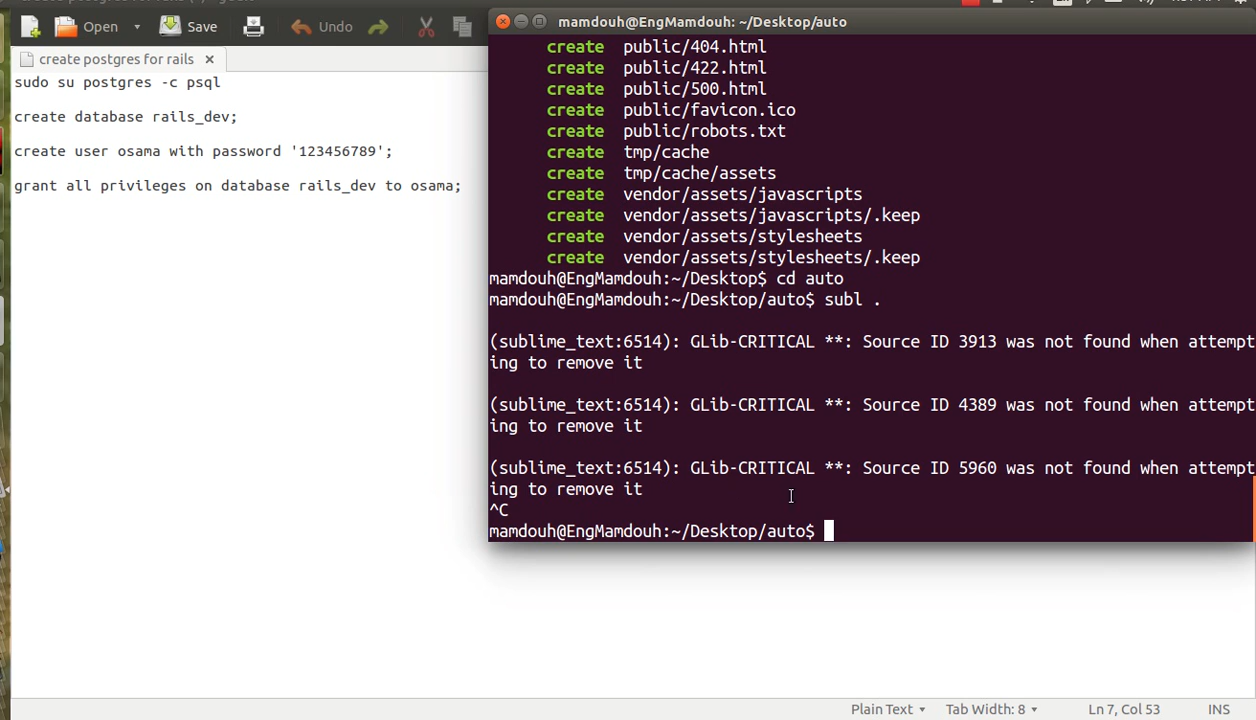 Open
Save
Undo
create postgres for rails
sudo su postgres -c psql
create database rails_dev;
create user osama with password '123456789';
grant all privileges on database rails_dev to osama;
mamdouh@EngMamdouh: ~/Desktop/auto
create public/404.html
create public/422.html
create public/500.html
create public/favicon.ico
create public/robots.txt
create tmp/cache
create tmp/cache/assets
create vendor/assets/javascripts
create vendor/assets/javascripts/.keep
create vendor/assets/stylesheets
create vendor/assets/stylesheets/.keep
mamdouh@EngMamdouh:~/Desktop$ cd auto
mamdouh@EngMamdouh:~/Desktop/auto$ subl .
(sublime_text:6514): GLib-CRITICAL **: Source ID 3913 was not found when attempt
ing to remove it
(sublime_text:6514): GLib-CRITICAL **: Source ID 4389 was not found when attempt
ing to remove it
(sublime_text:6514): GLib-CRITICAL **: Source ID 5960 was not found when attempt
ing to remove it
^C
mamdouh@EngMamdouh:~/Desktop/auto$
Plain Text
Tab Width: 8
Ln 7, Col 53
INS